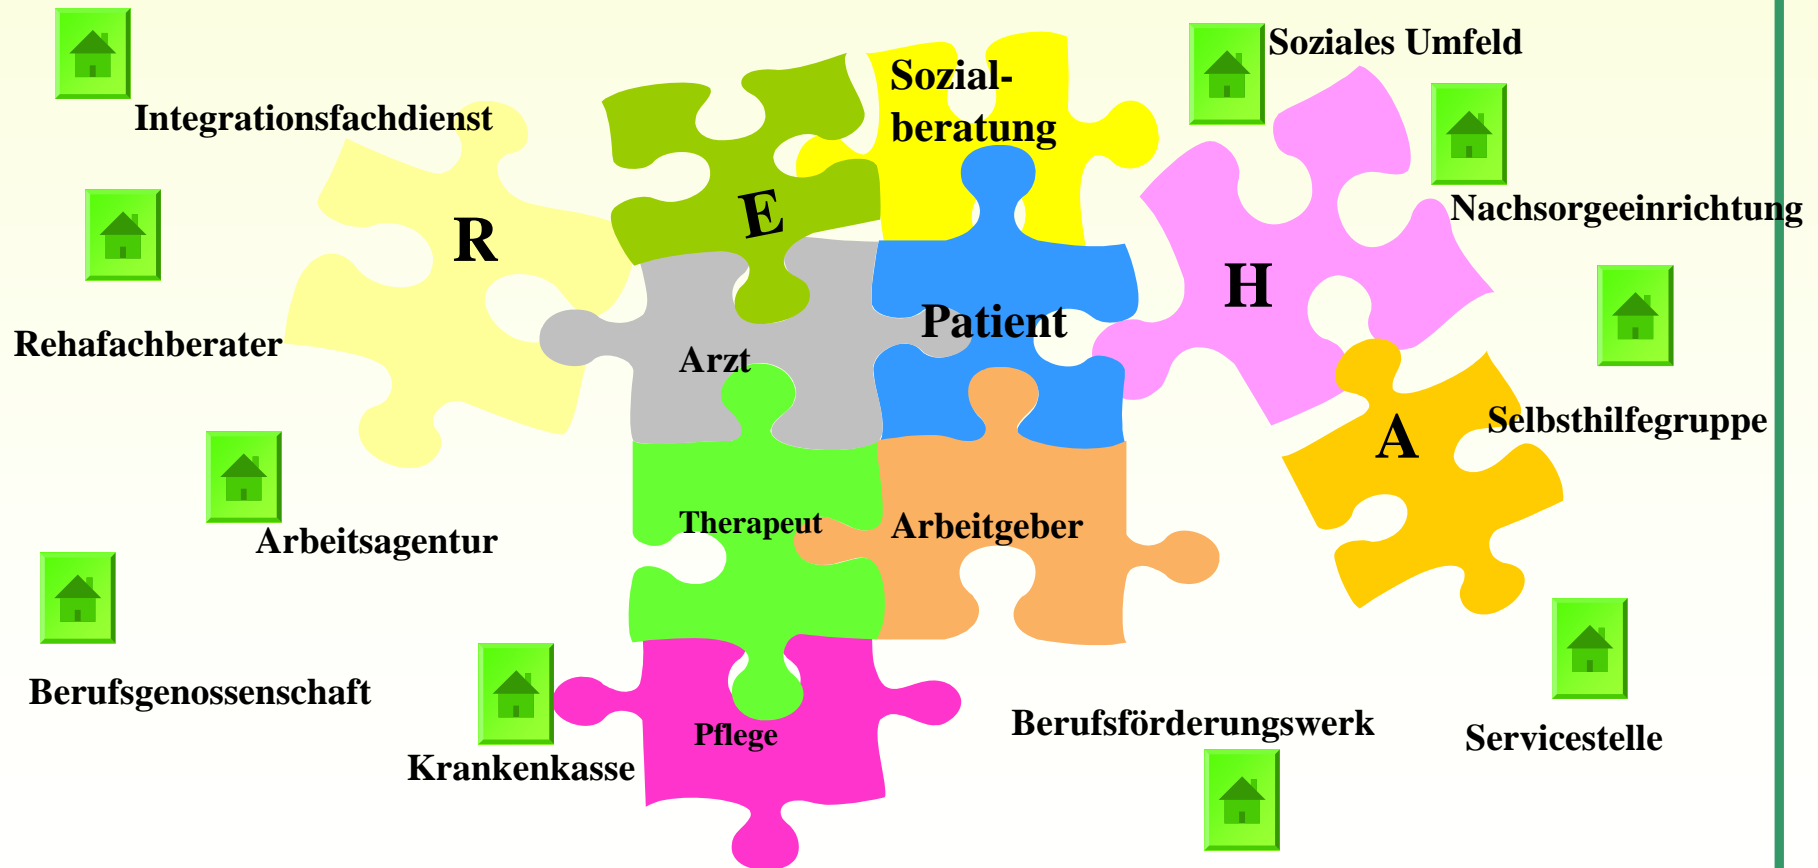 Soziales Umfeld
Sozial-
beratung
Integrationsfachdienst
Nachsorgeeinrichtung
R
E
H
A
Patient
Rehafachberater
Arzt
Selbsthilfegruppe
Therapeut
Arbeitgeber
Arbeitsagentur
Berufsgenossenschaft
Pflege
Berufsförderungswerk
Servicestelle
Krankenkasse